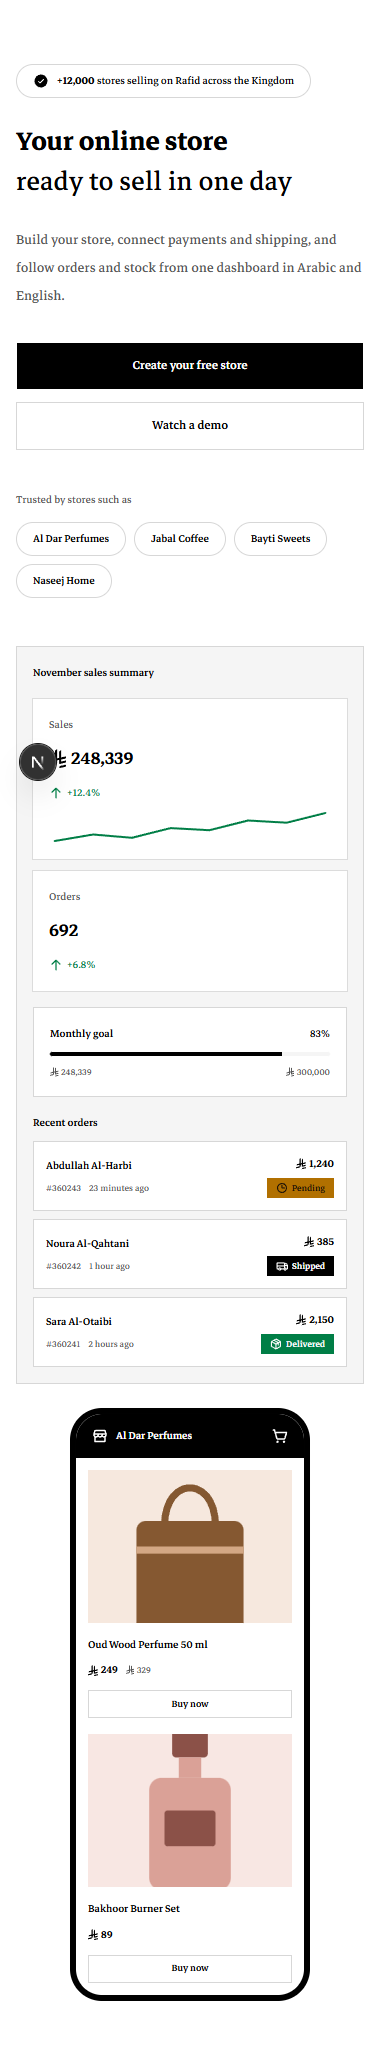 +12,000 stores selling on Rafid across the Kingdom
Your online store
ready to sell in one day
Build your store, connect payments and shipping, and
follow orders and stock from one dashboard in Arabic and
English.
Create your free store
Watch a demo
Trusted by stores such as
Al Dar Perfumes
Jabal Coffee
Bayti Sweets
Naseej Home
November sales summary
Sales
N
⃁ 248,339
+12.4%
Orders
692
+6.8%
Monthly goal 83%
⃁ 248,339 ⃁ 300,000
Recent orders
Abdullah Al-Harbi ⃁ 1,240
#360243 23 minutes ago Pending
Noura Al-Qahtani ⃁ 385
#360242 1 hour ago Shipped
Sara Al-Otaibi ⃁ 2,150
#360241 2 hours ago Delivered
Al Dar Perfumes
Oud Wood Perfume 50 ml
⃁ 249 ⃁ 329
Buy now
Bakhoor Burner Set
⃁ 89
Buy now